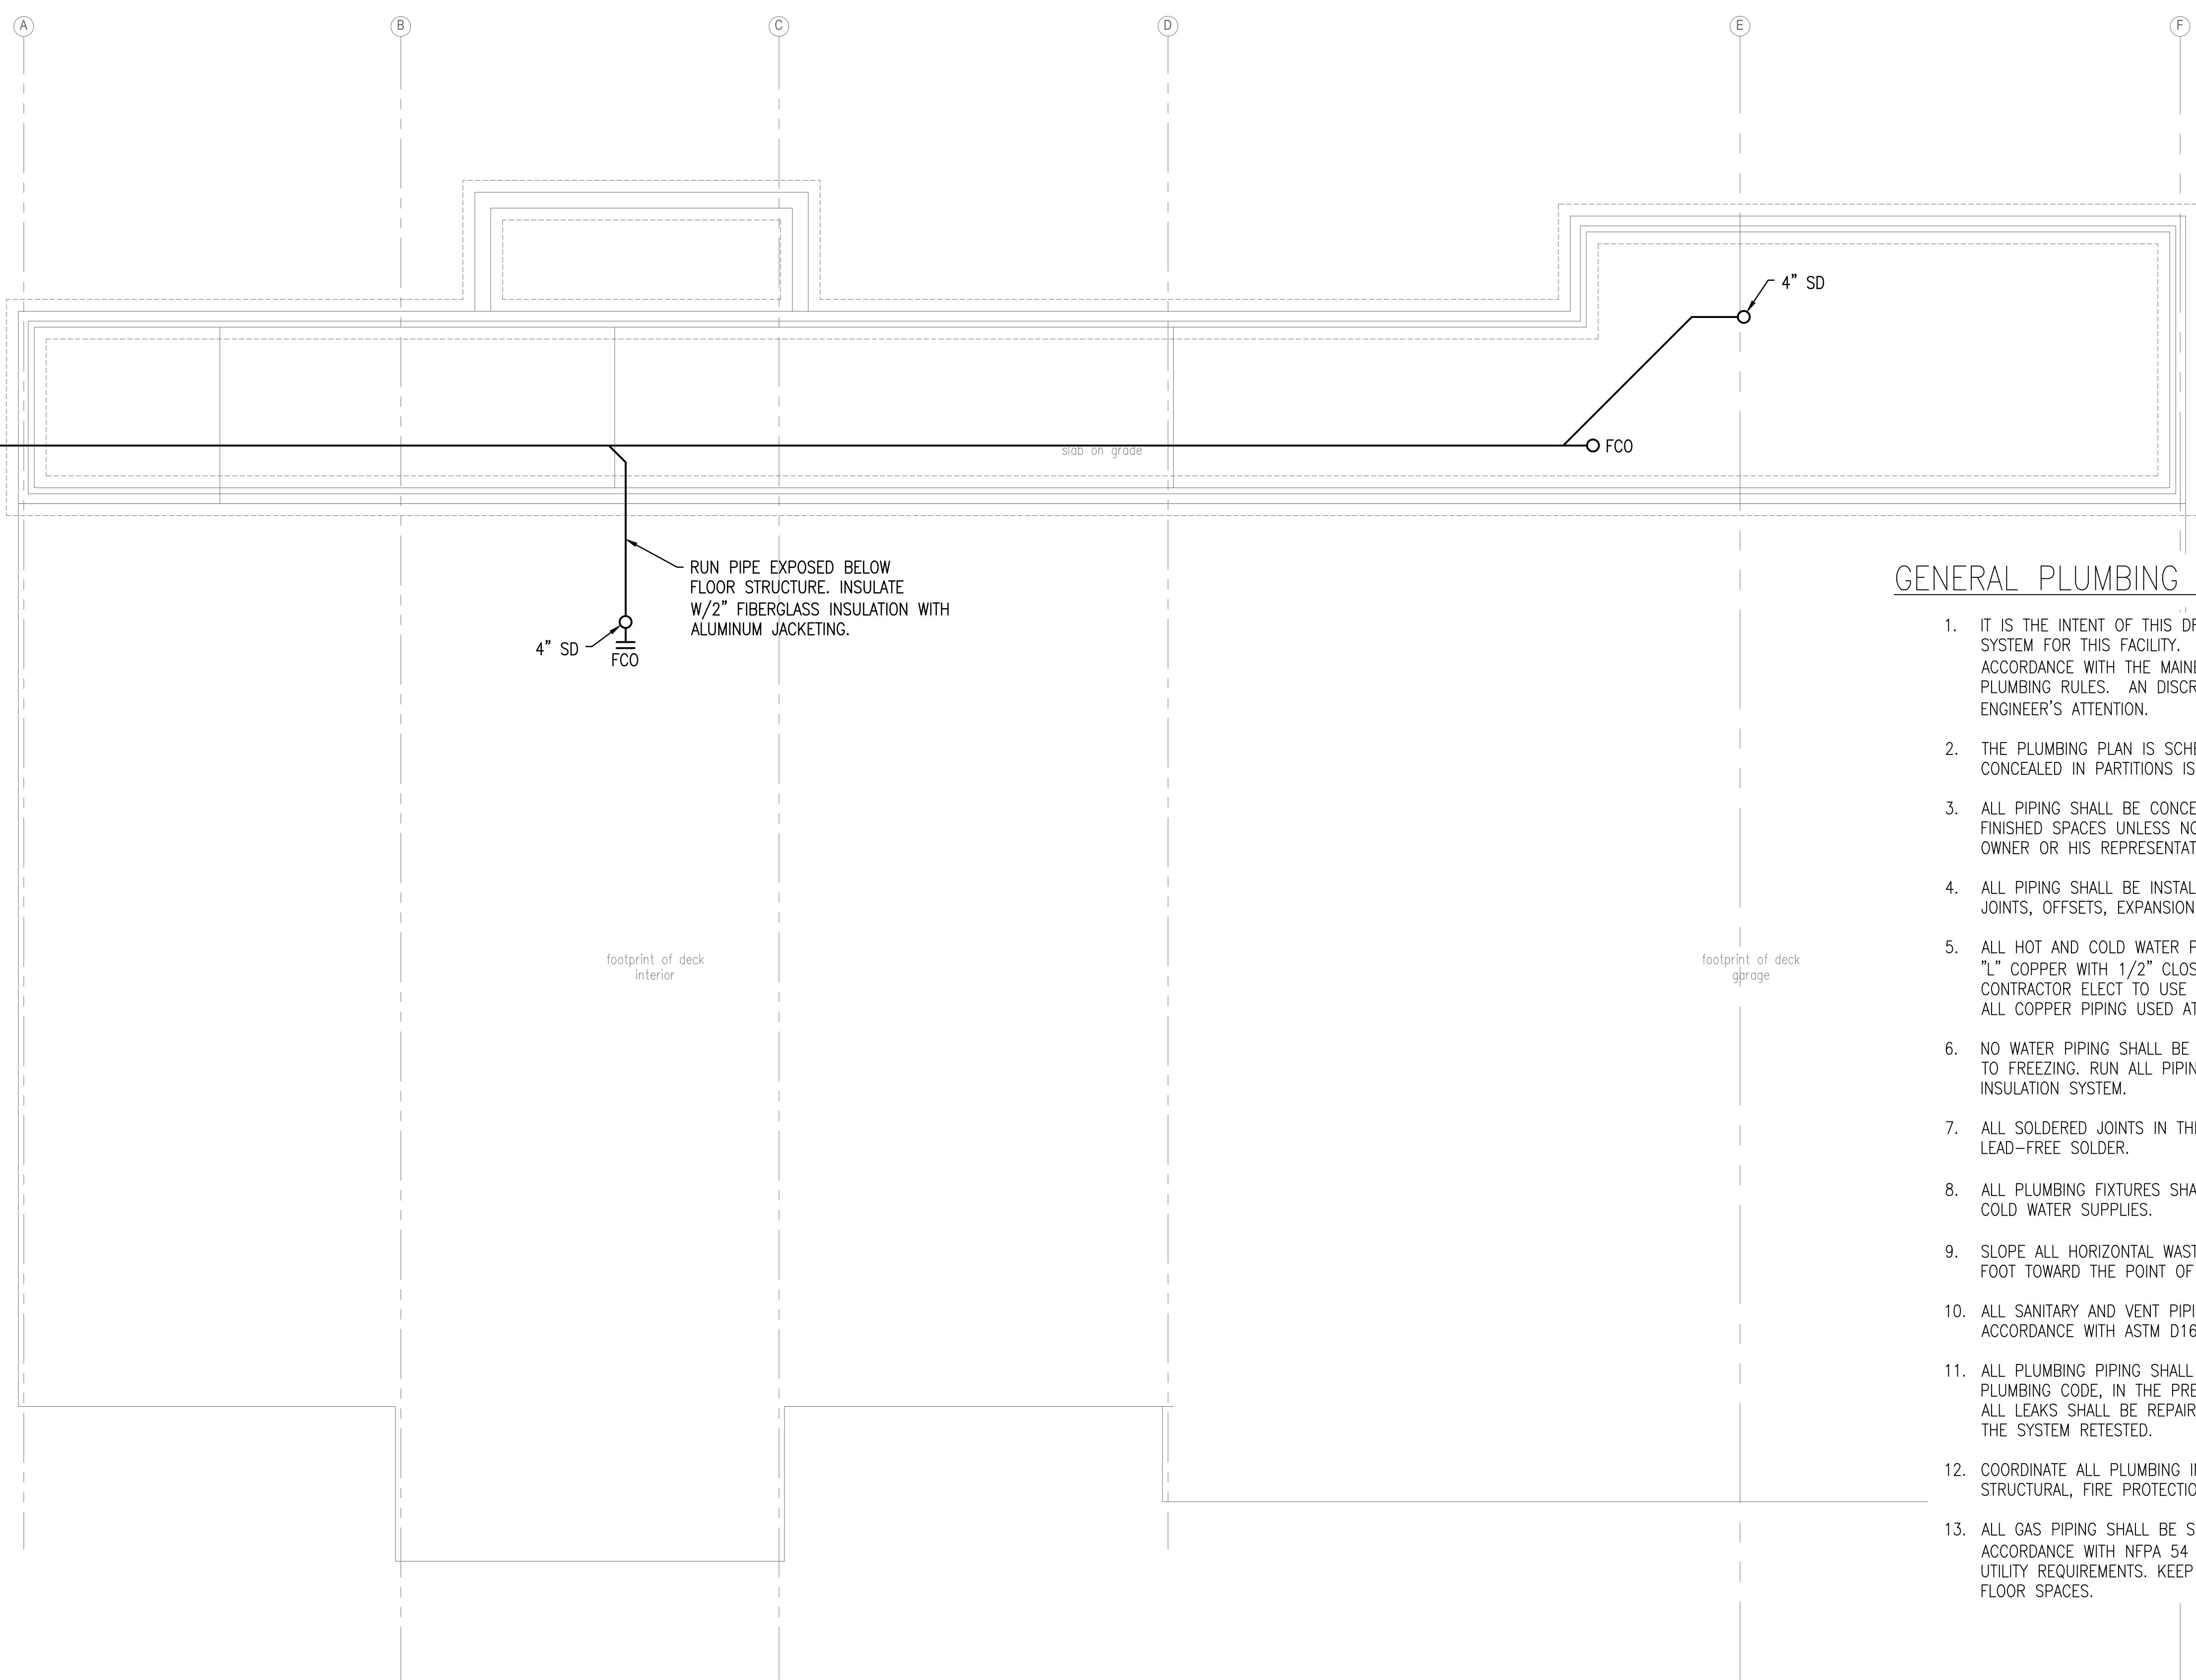 A B C D E F
4" SD
FCO
slab on grade
RUN PIPE EXPOSED BELOW
FLOOR STRUCTURE. INSULATE
W/2" FIBERGLASS INSULATION WITH
ALUMINUM JACKETING.
4" SD
FCO
footprint of deck
interior
footprint of deck
garage
GENERAL PLUMBING
1. IT IS THE INTENT OF THIS DR
SYSTEM FOR THIS FACILITY.
ACCORDANCE WITH THE MAINE
PLUMBING RULES. AN DISCR
ENGINEER'S ATTENTION.
2. THE PLUMBING PLAN IS SCHE
CONCEALED IN PARTITIONS IS
3. ALL PIPING SHALL BE CONCE
FINISHED SPACES UNLESS NO
OWNER OR HIS REPRESENTAT
4. ALL PIPING SHALL BE INSTAL
JOINTS, OFFSETS, EXPANSION
5. ALL HOT AND COLD WATER P
"L" COPPER WITH 1/2" CLOS
CONTRACTOR ELECT TO USE
ALL COPPER PIPING USED AT
6. NO WATER PIPING SHALL BE
TO FREEZING. RUN ALL PIPIN
INSULATION SYSTEM.
7. ALL SOLDERED JOINTS IN THE
LEAD-FREE SOLDER.
8. ALL PLUMBING FIXTURES SHA
COLD WATER SUPPLIES.
9. SLOPE ALL HORIZONTAL WAST
FOOT TOWARD THE POINT OF
10. ALL SANITARY AND VENT PIPI
ACCORDANCE WITH ASTM D16
11. ALL PLUMBING PIPING SHALL
PLUMBING CODE, IN THE PRE
ALL LEAKS SHALL BE REPAIR
THE SYSTEM RETESTED.
12. COORDINATE ALL PLUMBING IN
STRUCTURAL, FIRE PROTECTIO
13. ALL GAS PIPING SHALL BE S
ACCORDANCE WITH NFPA 54
UTILITY REQUIREMENTS. KEEP
FLOOR SPACES.